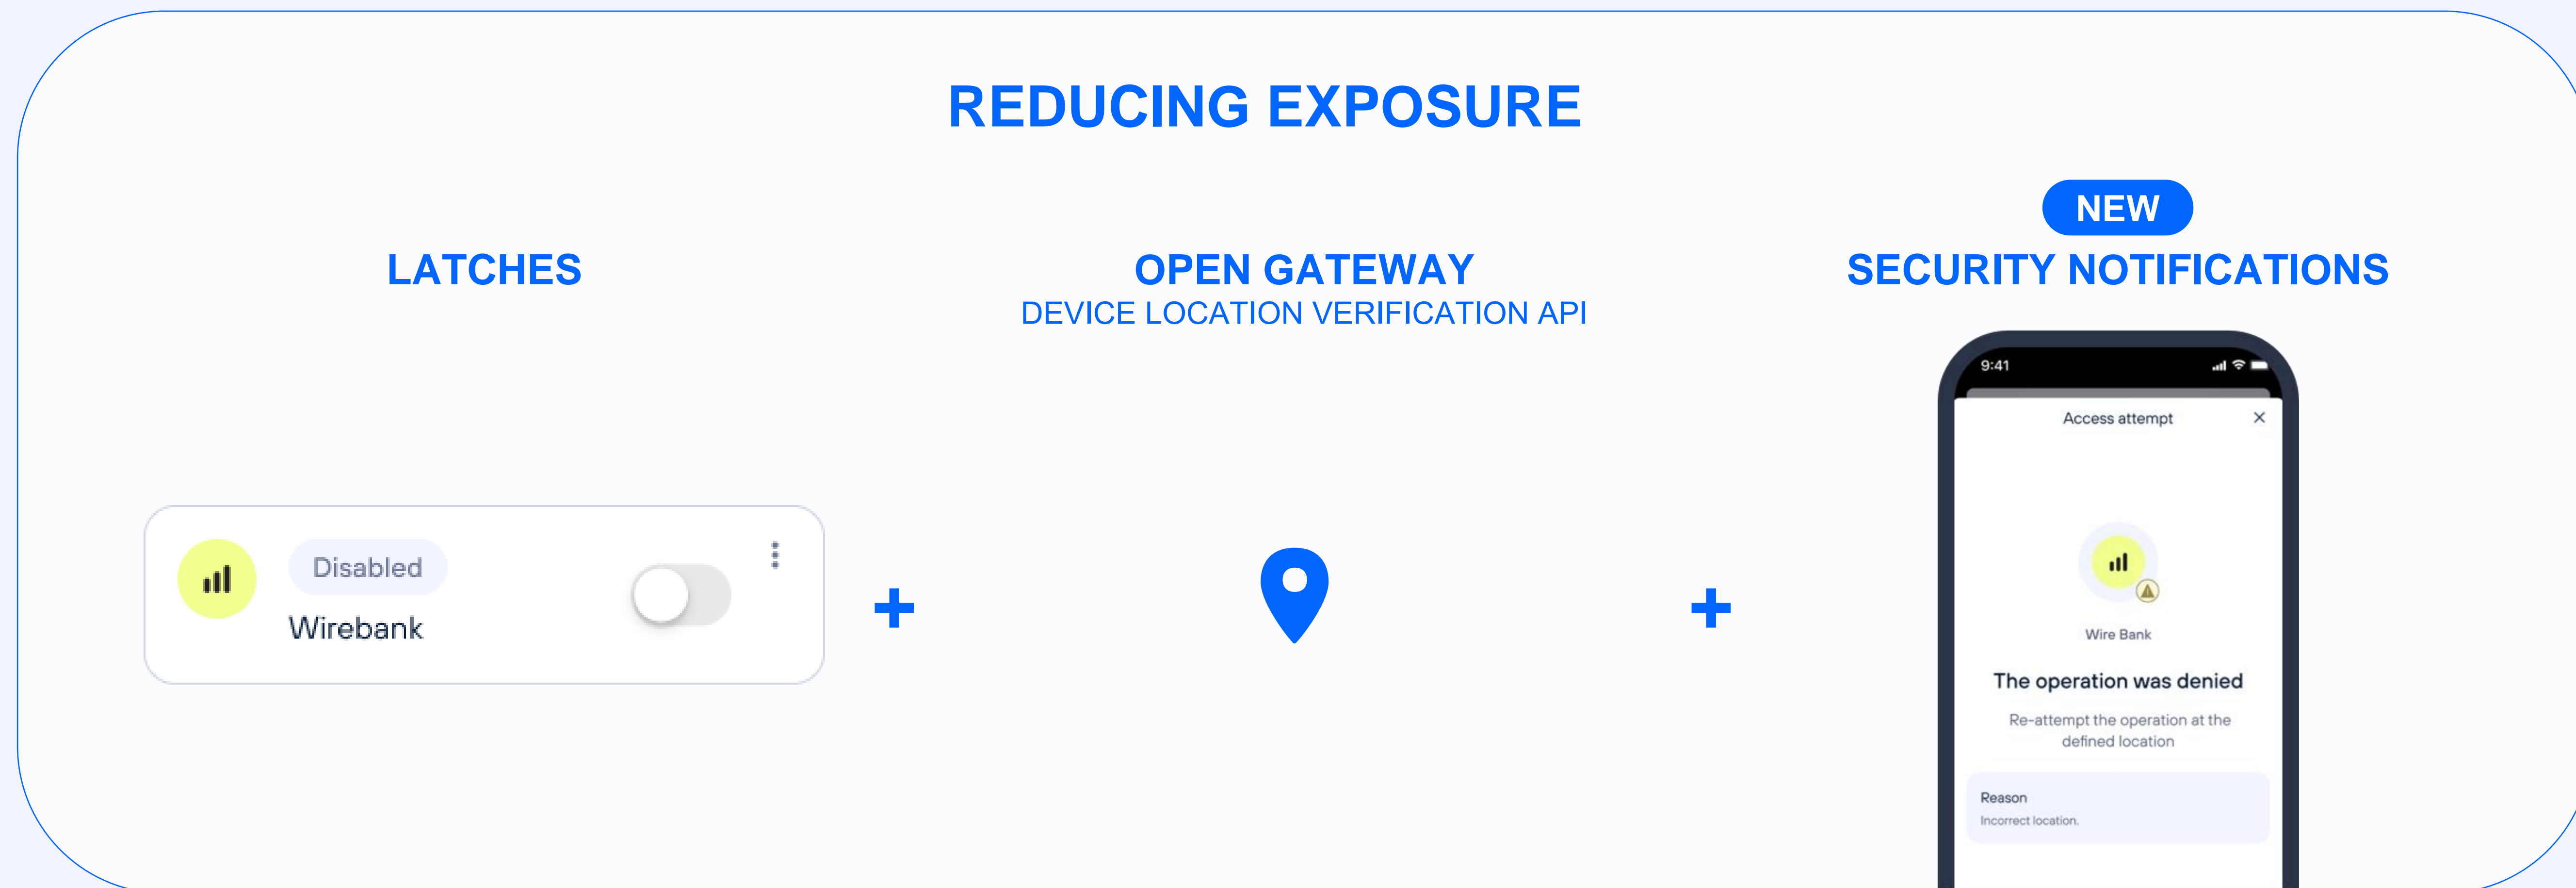 REDUCING EXPOSURE
LATCHES
Disabled
Wirebank
+
OPEN GATEWAY
DEVICE LOCATION VERIFICATION API
+
NEW
SECURITY NOTIFICATIONS
9:41
Access attempt
Wire Bank
The operation was denied
Re-attempt the operation at the
defined location
Reason
Incorrect location.